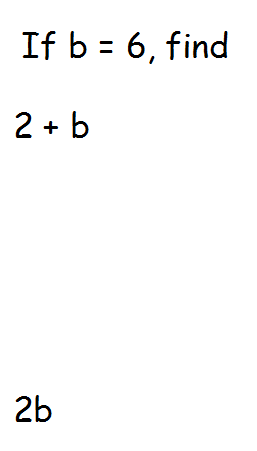 If b = 6, find
2 + b
2b